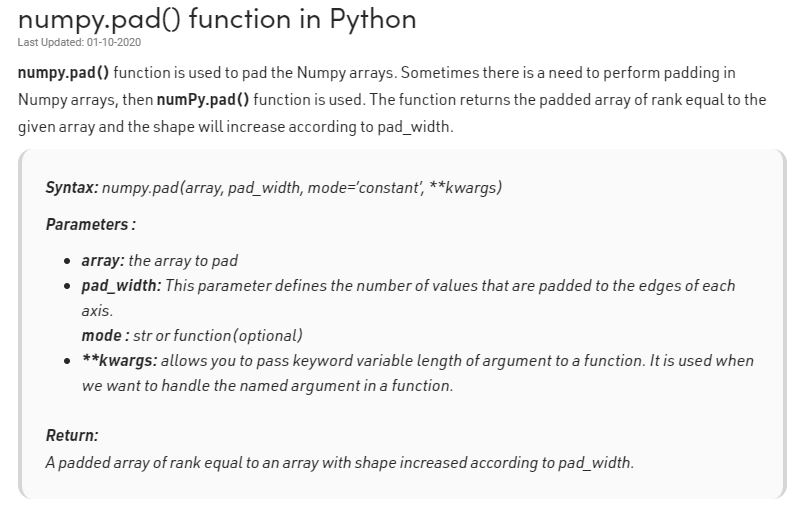 numpy.pad() function in Python
Last Updated: 01-10-2020
numpy.pad() function is used to pad the Numpy arrays. Sometimes there is a need to perform padding in
Numpy arrays, then numPy.pad() function is used. The function returns the padded array of rank equal to the
given array and the shape will increase according to pad_width.
Syntax: numpy.pad(array, pad_width, mode='constant', **kwargs)
Parameters :
• array: the array to pad
• pad_width: This parameter defines the number of values that are padded to the edges of each
axis.
mode : str or function(optional)
• **kwargs: allows you to pass keyword variable length of argument to a function. It is used when
we want to handle the named argument in a function.
Return:
A padded array of rank equal to an array with shape increased according to pad_width.